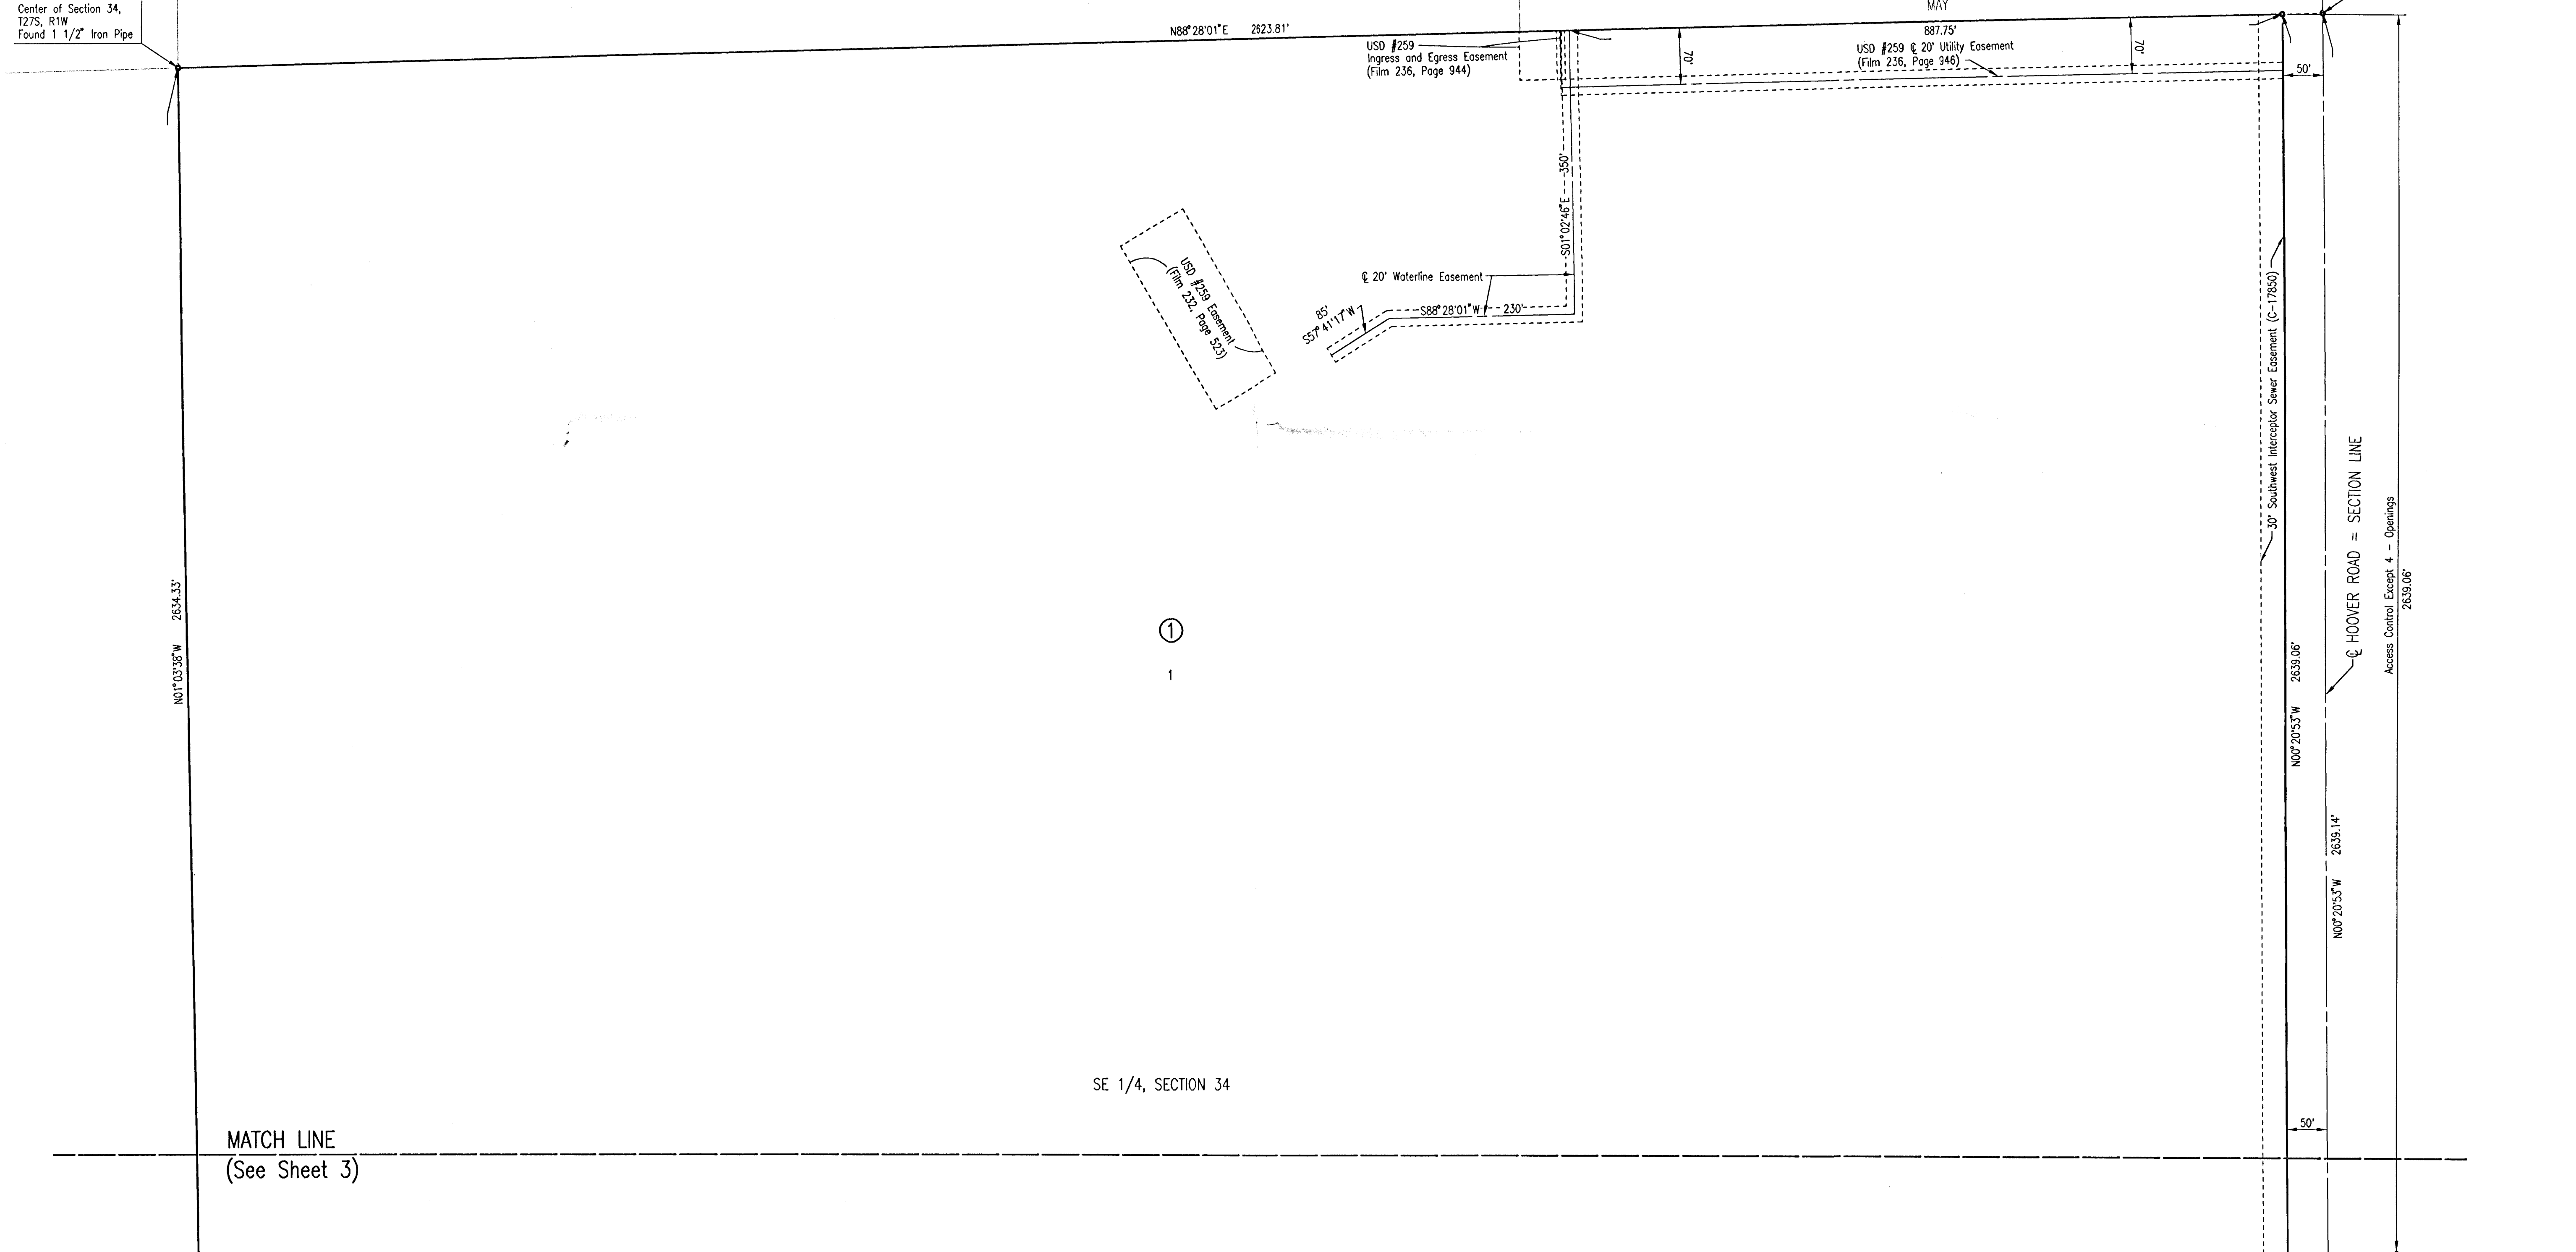 Center of Section 34,
T27S, R1W
Found 1 1/2" Iron Pipe
MAY
N88°28'01"E 2623.81'
887.75'
USD #259
Ingress and Egress Easement
(Film 236, Page 944)
70'
USD #259 ℄ 20' Utility Easement
(Film 236, Page 946)
70'
50'
S01°02'46"E 350'
℄ 20' Waterline Easement
S88°28'01"W 230'
85'
S57°41'17"W
USD #259 Easement
(Film 232, Page 523)
30' Southwest Interceptor Sewer Easement (C-17850)
℄ HOOVER ROAD = SECTION LINE
Access Control Except 4 - Openings
2639.06'
N01°03'38"W 2634.33'
1
1
N00°20'53"W 2639.06'
N00°20'53"W 2639.14'
SE 1/4, SECTION 34
50'
MATCH LINE
(See Sheet 3)